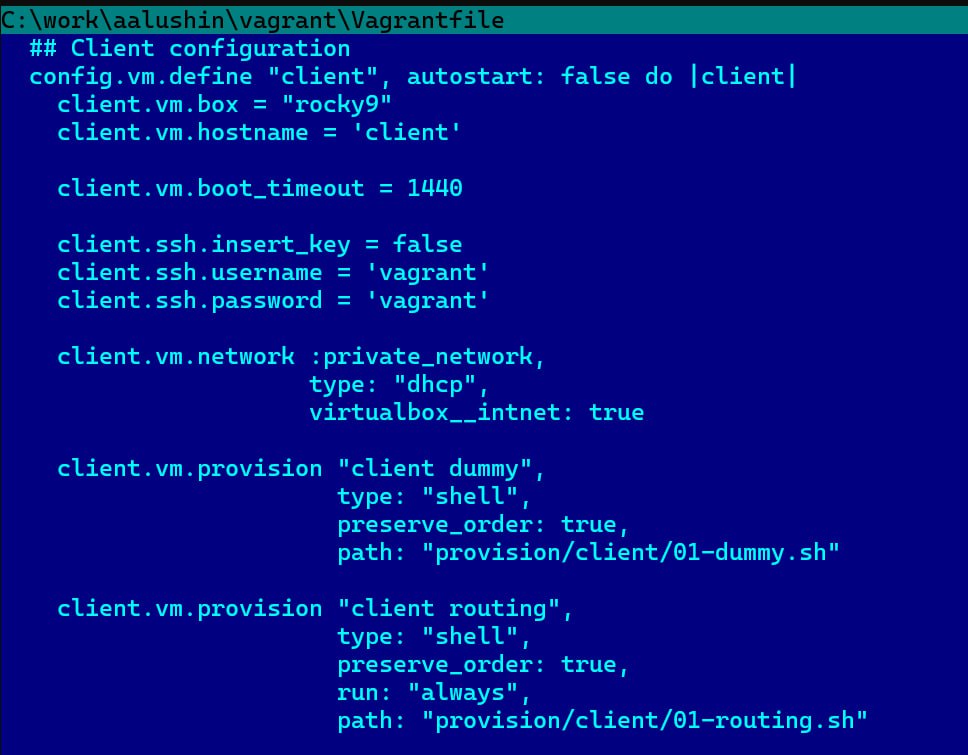 C:\work\aalushin\vagrant\Vagrantfile
## Client configuration
config.vm.define "client", autostart: false do |client|
client.vm.box = "rocky9"
client.vm.hostname = 'client'
client.vm.boot_timeout = 1440
client.ssh.insert_key = false
client.ssh.username = 'vagrant'
client.ssh.password = 'vagrant'
client.vm.network :private_network,
type: "dhcp",
virtualbox__intnet: true
client.vm.provision "client dummy",
type: "shell",
preserve_order: true,
path: "provision/client/01-dummy.sh"
client.vm.provision "client routing",
type: "shell",
preserve_order: true,
run: "always",
path: "provision/client/01-routing.sh"